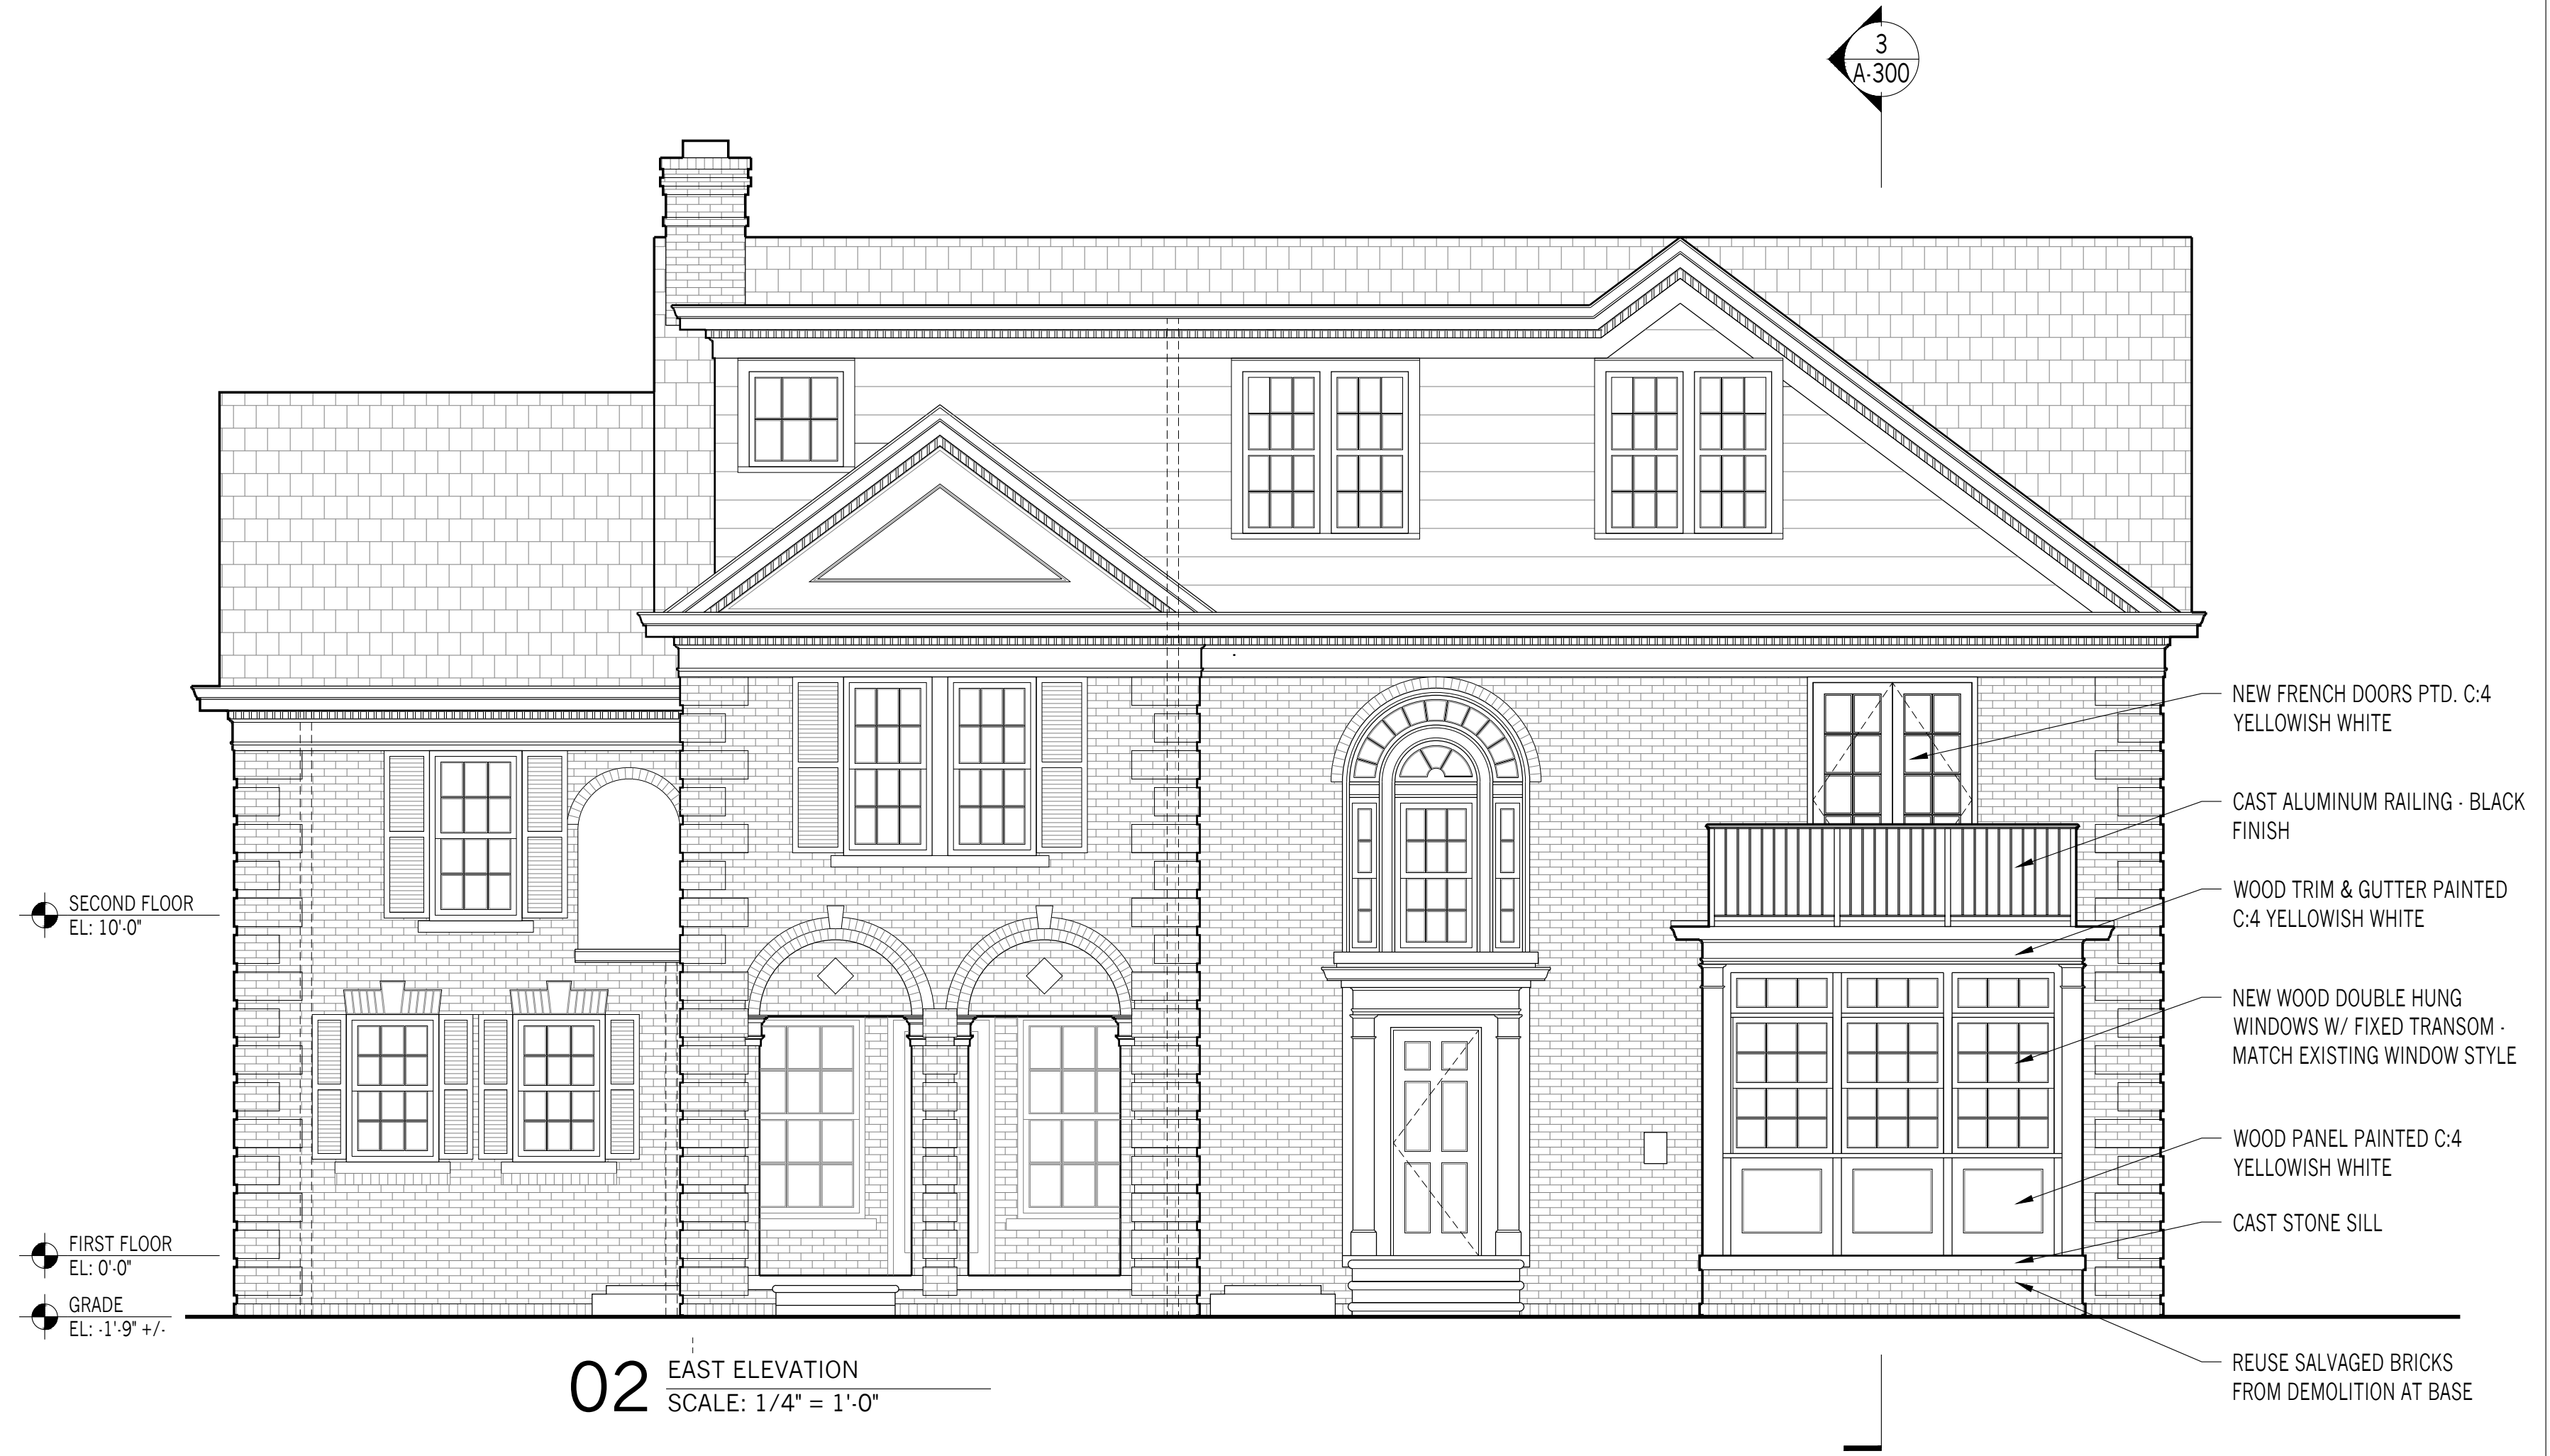 3
A-300
NEW FRENCH DOORS PTD. C:4
YELLOWISH WHITE
CAST ALUMINUM RAILING - BLACK
FINISH
WOOD TRIM & GUTTER PAINTED
C:4 YELLOWISH WHITE
NEW WOOD DOUBLE HUNG
WINDOWS W/ FIXED TRANSOM -
MATCH EXISTING WINDOW STYLE
WOOD PANEL PAINTED C:4
YELLOWISH WHITE
CAST STONE SILL
REUSE SALVAGED BRICKS
FROM DEMOLITION AT BASE
SECOND FLOOR
EL: 10'-0"
FIRST FLOOR
EL: 0'-0"
GRADE
EL: -1'-9" +/-
02
EAST ELEVATION
SCALE: 1/4" = 1'-0"